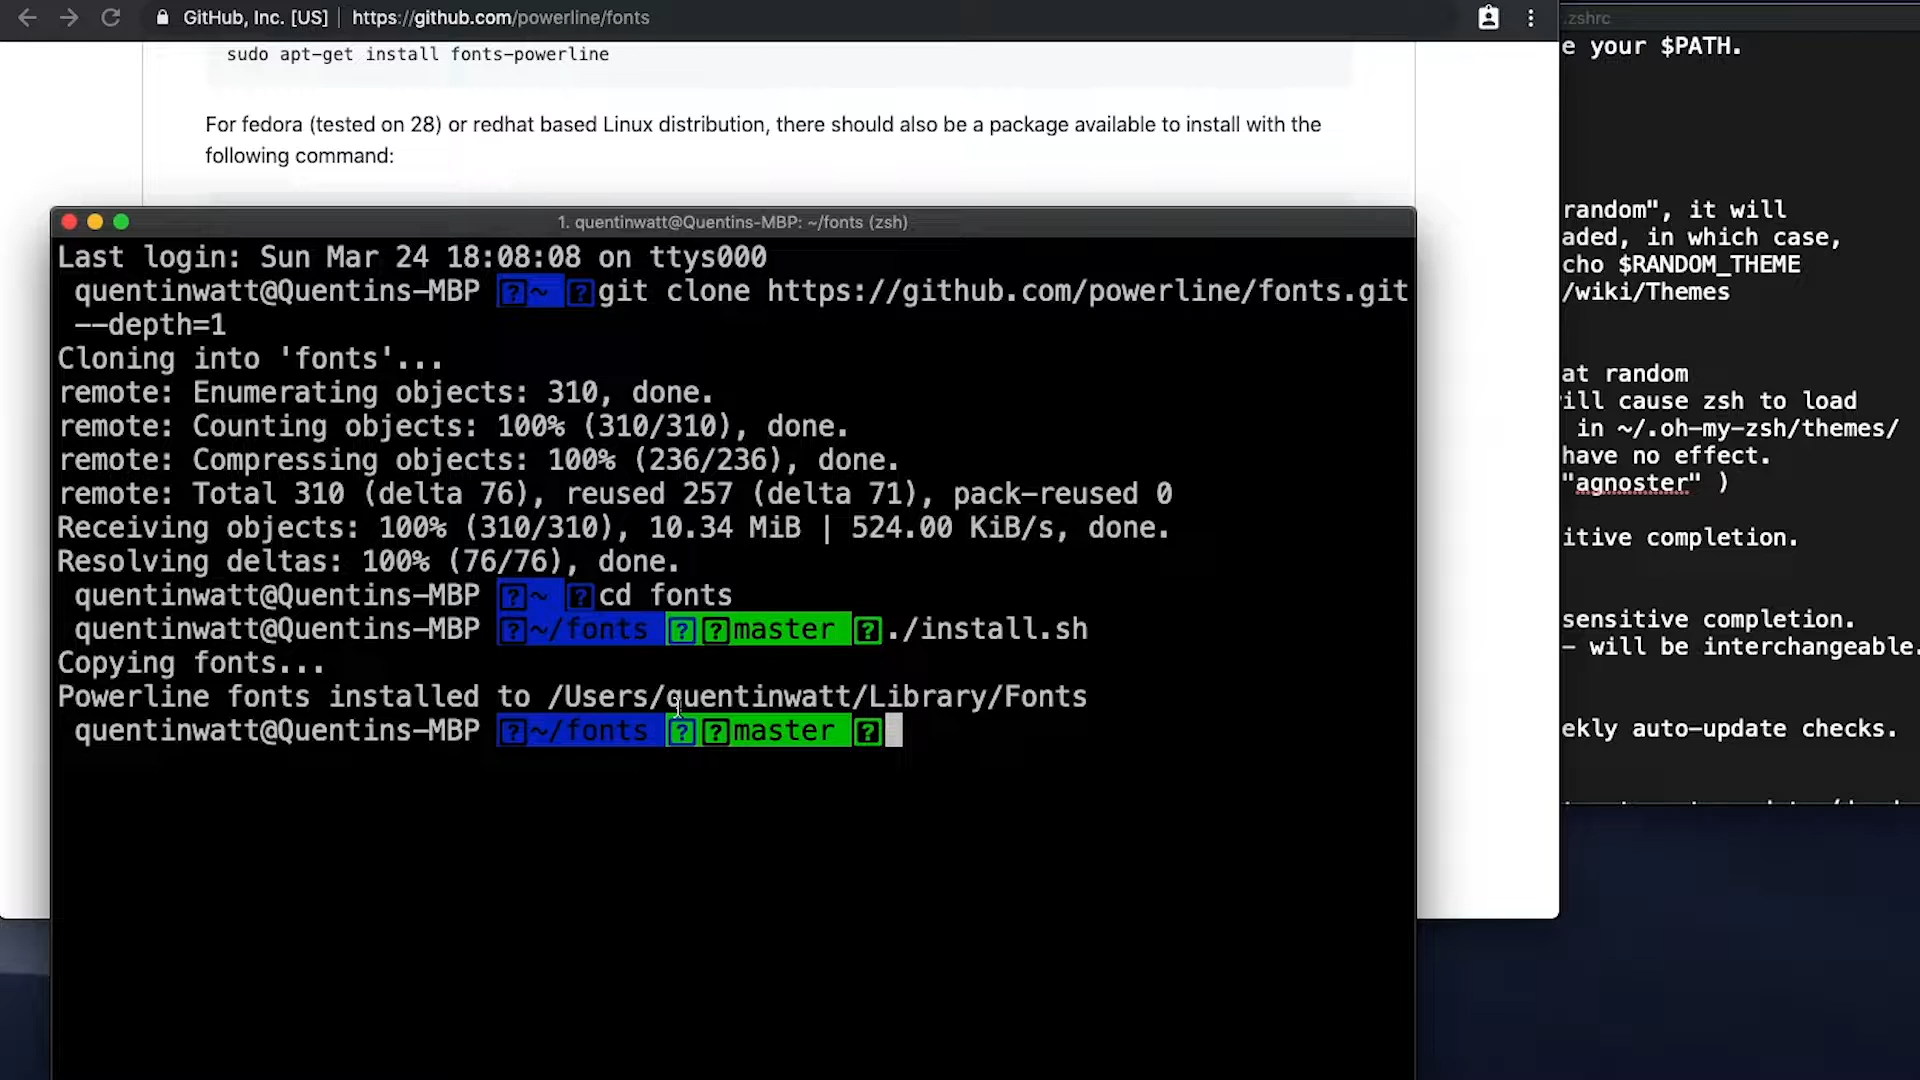 GitHub, Inc. [US] | https://github.com/powerline/fonts
sudo apt-get install fonts-powerline
For fedora (tested on 28) or redhat based Linux distribution, there should also be a package available to install with the
following command:
1. quentinwatt@Quentins-MBP: ~/fonts (zsh)
Last login: Sun Mar 24 18:08:08 on ttys000
quentinwatt@Quentins-MBP ?~ ?git clone https://github.com/powerline/fonts.git
--depth=1
Cloning into 'fonts'...
remote: Enumerating objects: 310, done.
remote: Counting objects: 100% (310/310), done.
remote: Compressing objects: 100% (236/236), done.
remote: Total 310 (delta 76), reused 257 (delta 71), pack-reused 0
Receiving objects: 100% (310/310), 10.34 MiB | 524.00 KiB/s, done.
Resolving deltas: 100% (76/76), done.
quentinwatt@Quentins-MBP ?~ ?cd fonts
quentinwatt@Quentins-MBP ?~/fonts ??master ?./install.sh
Copying fonts...
Powerline fonts installed to /Users/quentinwatt/Library/Fonts
quentinwatt@Quentins-MBP ?~/fonts ??master ?
.zshrc
e your $PATH.
random", it will
aded, in which case,
cho $RANDOM_THEME
/wiki/Themes
at random
ill cause zsh to load
in ~/.oh-my-zsh/themes/
have no effect.
"agnoster" )
itive completion.
sensitive completion.
- will be interchangeable.
ekly auto-update checks.